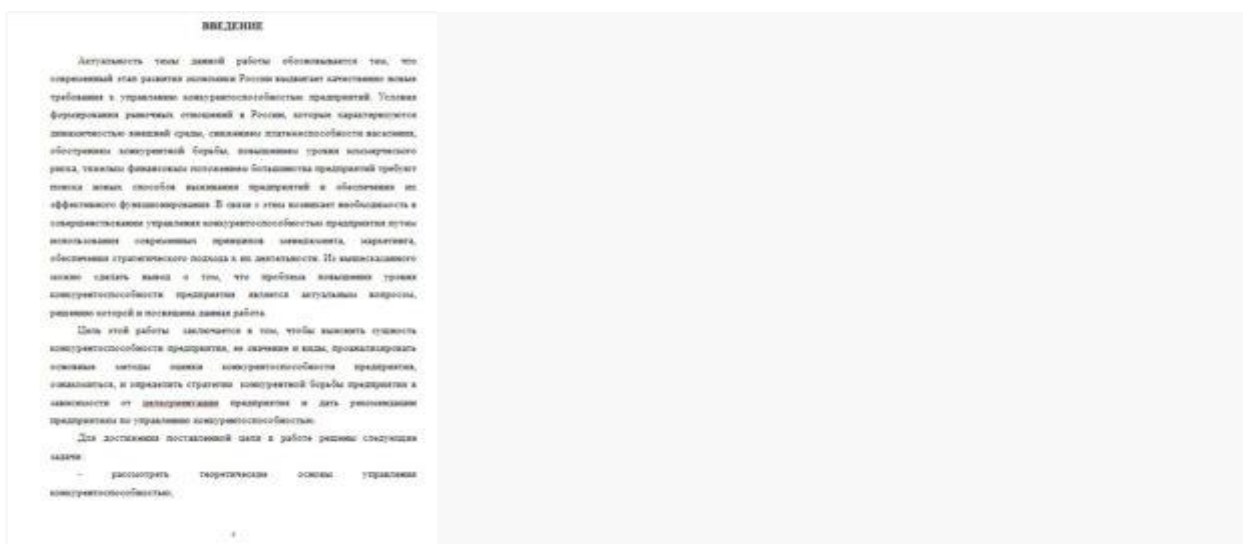 ВВЕДЕНИЕ
Актуальность темы данной работы обосновывается тем, что
современный этап развития экономики России выдвигает качественно новые
требования к управлению конкурентоспособностью предприятий. Условия
формирования рыночных отношений в России, которые характеризуются
динамичностью внешней среды, снижением платежеспособности населения,
обострением конкурентной борьбы, повышением уровня коммерческого
риска, тяжелым финансовым положением большинства предприятий требуют
поиска новых способов выживания предприятий и обеспечения их
эффективного функционирования. В связи с этим возникает необходимость в
совершенствовании управления конкурентоспособностью предприятия путем
использования современных принципов менеджмента, маркетинга,
обеспечения стратегического подхода к их деятельности. Из вышесказанного
можно сделать вывод о том, что проблема повышения уровня
конкурентоспособности предприятия является актуальным вопросом,
решению которой и посвящена данная работа.
Цель этой работы заключается в том, чтобы выяснить сущность
конкурентоспособности предприятия, ее значение и виды, проанализировать
основные методы оценки конкурентоспособности предприятия,
ознакомиться, и определить стратегии конкурентной борьбы предприятия в
зависимости от целеориентации предприятия и дать рекомендации
предприятиям по управлению конкурентоспособностью.
Для достижения поставленной цели в работе решены следующие
задачи:
– рассмотреть теоретические основы управления
конкурентоспособностью;